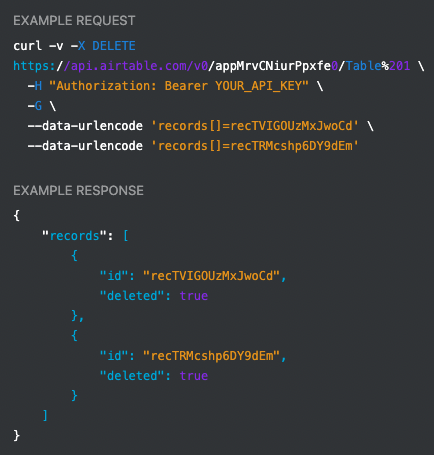 EXAMPLE REQUEST
curl -v -X DELETE
https://api.airtable.com/v0/appMrvCNiurPpxfe0/Table%201 \
  -H "Authorization: Bearer YOUR_API_KEY" \
  -G \
  --data-urlencode 'records[]=recTVIGOUzMxJwoCd' \
  --data-urlencode 'records[]=recTRMcshp6DY9dEm'
EXAMPLE RESPONSE
{
    "records": [
        {
            "id": "recTVIGOUzMxJwoCd",
            "deleted": true
        },
        {
            "id": "recTRMcshp6DY9dEm",
            "deleted": true
        }
    ]
}